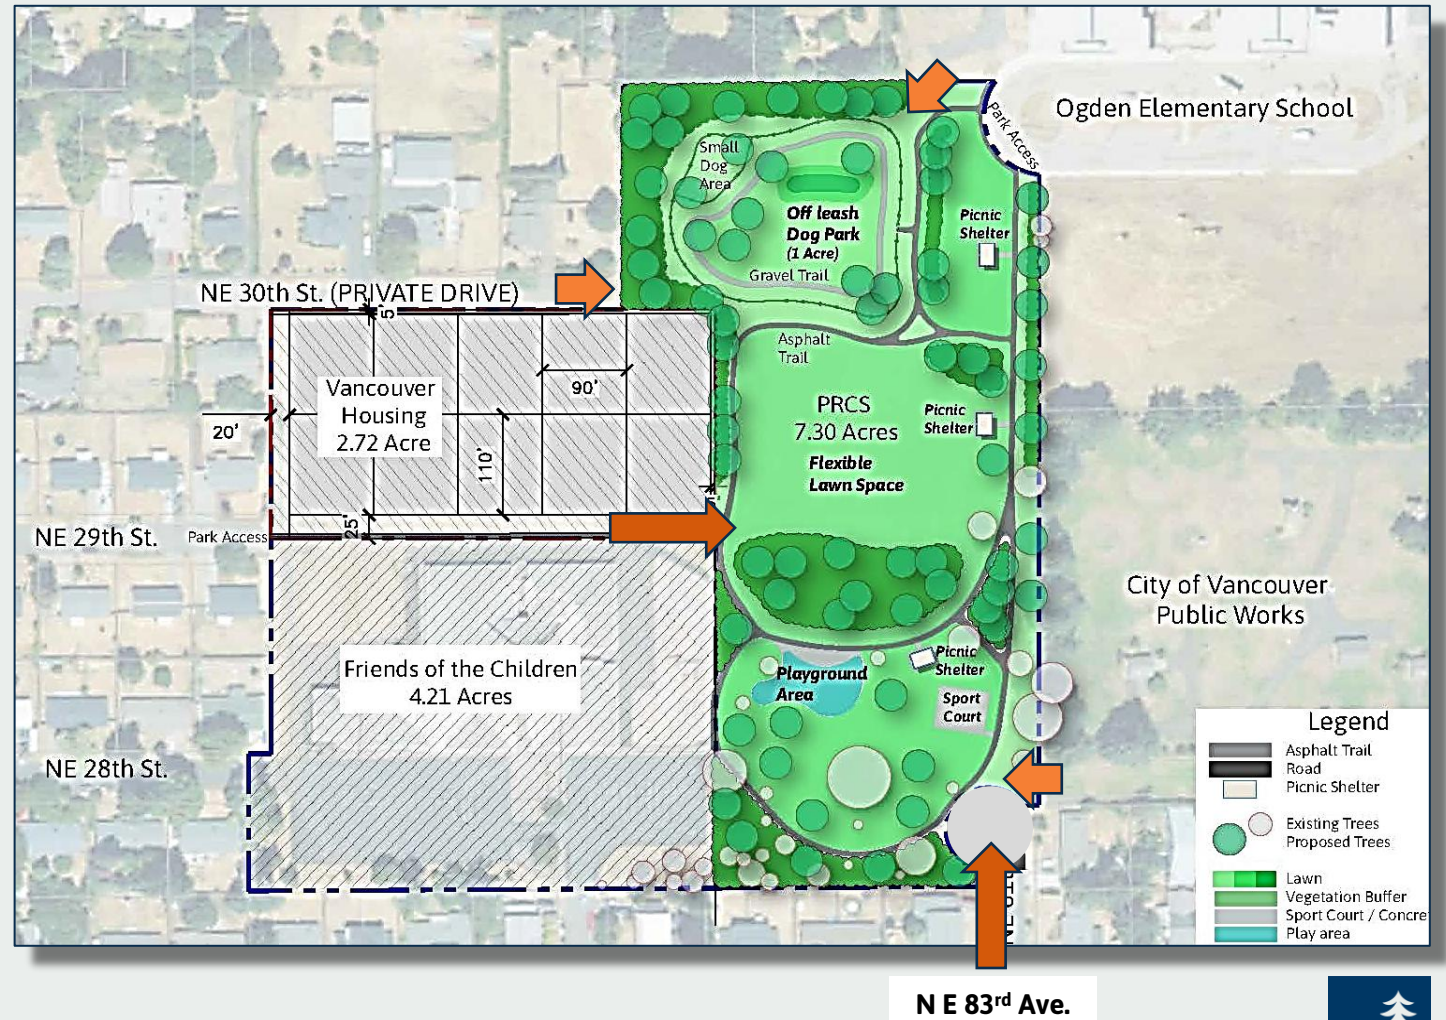 Ogden Elementary School
Park Access
Small
Dog
Area
Off leash
Dog Park
(1 Acre)
Gravel Trail
Picnic
Shelter
NE 30th St. (PRIVATE DRIVE)
5'
Asphalt
Trail
Vancouver
Housing
2.72 Acre
90'
20'
110'
25'
PRCS
7.30 Acres
Flexible
Lawn Space
Picnic
Shelter
NE 29th St.
Park Access
City of Vancouver
Public Works
Friends of the Children
4.21 Acres
Playground
Area
Picnic
Shelter
Sport
Court
NE 28th St.
Legend
Asphalt Trail
Road
Picnic Shelter
Existing Trees
Proposed Trees
Lawn
Vegetation Buffer
Sport Court / Concre
Play area
N E 83rd Ave.